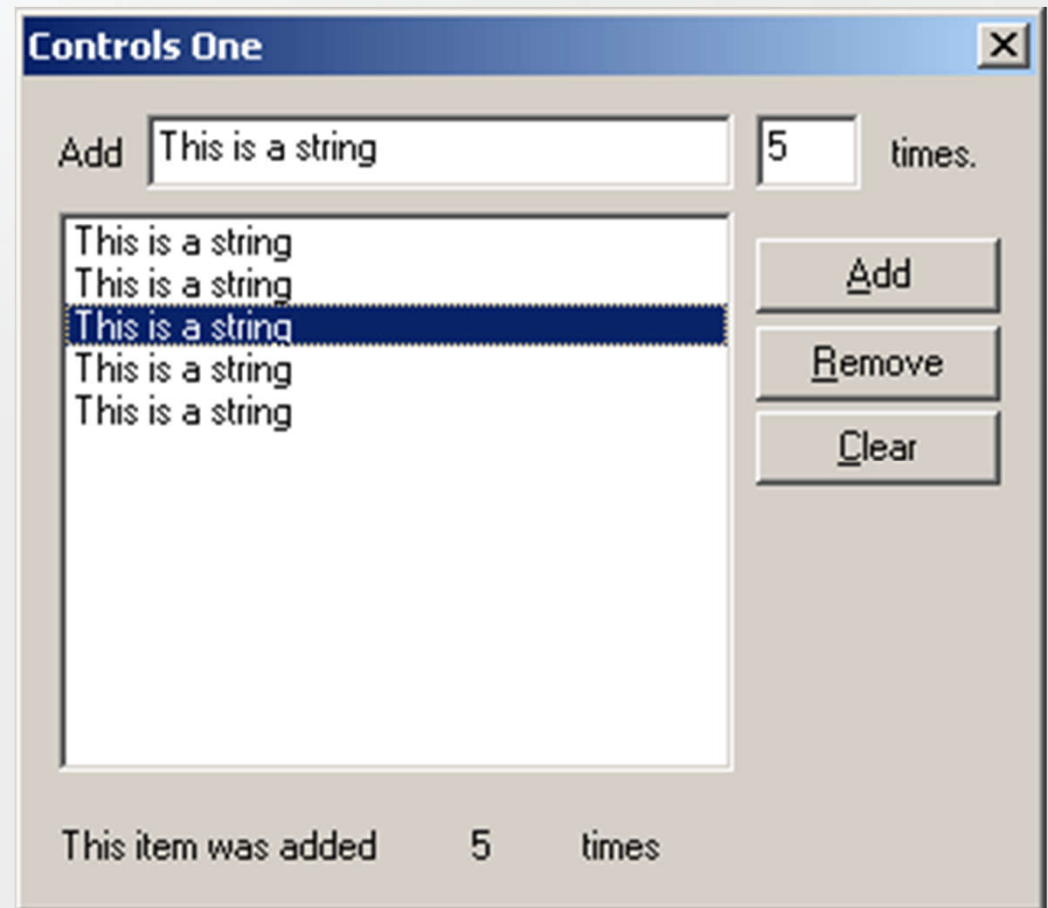 Controls One
Add This is a string 5 times.
This is a string
This is a string
This is a string
This is a string
This is a string
Add
Remove
Clear
This item was added 5 times